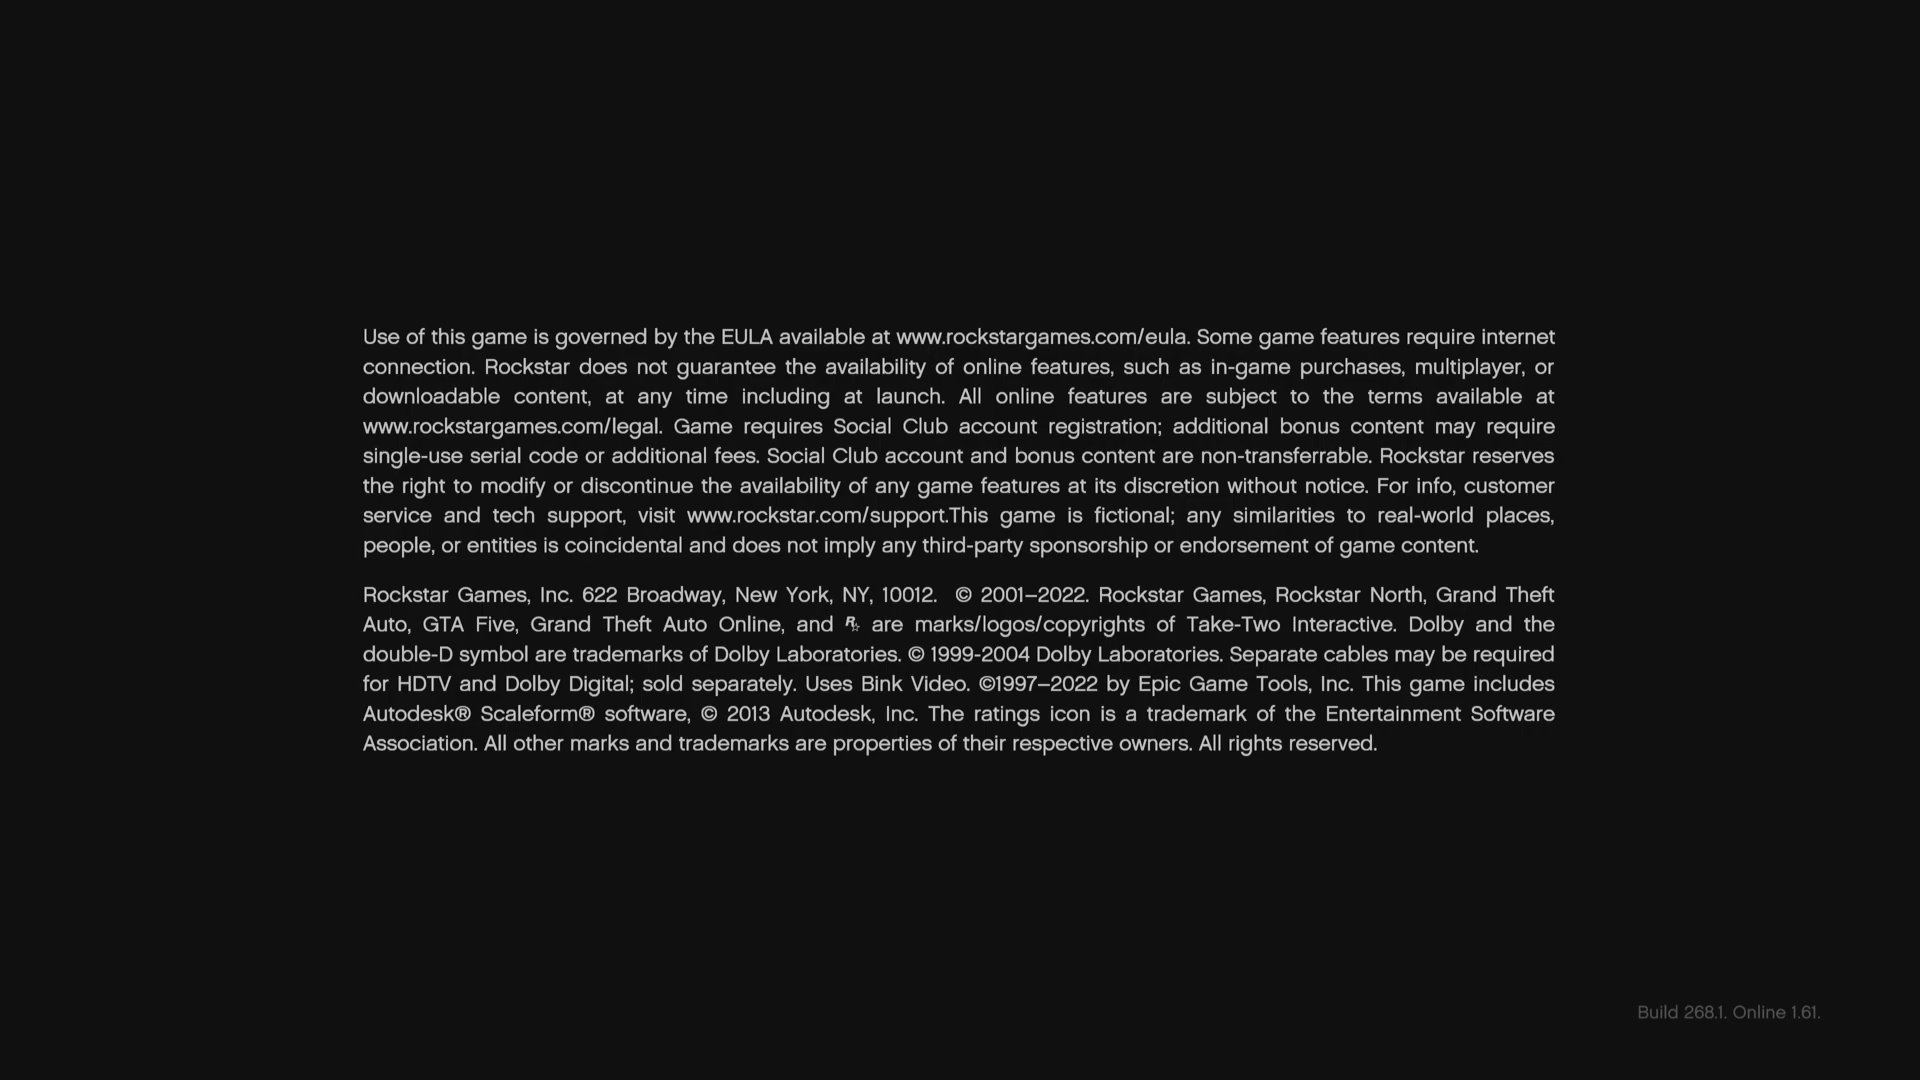 Use of this game is governed by the EULA available at www.rockstargames.com/eula. Some game features require internet
connection. Rockstar does not guarantee the availability of online features, such as in-game purchases, multiplayer, or
downloadable content, at any time including at launch. All online features are subject to the terms available at
www.rockstargames.com/legal. Game requires Social Club account registration; additional bonus content may require
single-use serial code or additional fees. Social Club account and bonus content are non-transferrable. Rockstar reserves
the right to modify or discontinue the availability of any game features at its discretion without notice. For info, customer
service and tech support, visit www.rockstar.com/support.This game is fictional; any similarities to real-world places,
people, or entities is coincidental and does not imply any third-party sponsorship or endorsement of game content.
Rockstar Games, Inc. 622 Broadway, New York, NY, 10012. © 2001–2022. Rockstar Games, Rockstar North, Grand Theft
Auto, GTA Five, Grand Theft Auto Online, and R* are marks/logos/copyrights of Take-Two Interactive. Dolby and the
double-D symbol are trademarks of Dolby Laboratories. © 1999-2004 Dolby Laboratories. Separate cables may be required
for HDTV and Dolby Digital; sold separately. Uses Bink Video. ©1997–2022 by Epic Game Tools, Inc. This game includes
Autodesk® Scaleform® software, © 2013 Autodesk, Inc. The ratings icon is a trademark of the Entertainment Software
Association. All other marks and trademarks are properties of their respective owners. All rights reserved.
Build 268.1. Online 1.61.